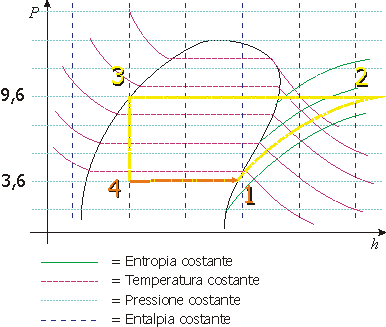 P
3
2
9,6
3,6
4
1
h
= Entropia costante
= Temperatura costante
= Pressione costante
= Entalpia costante